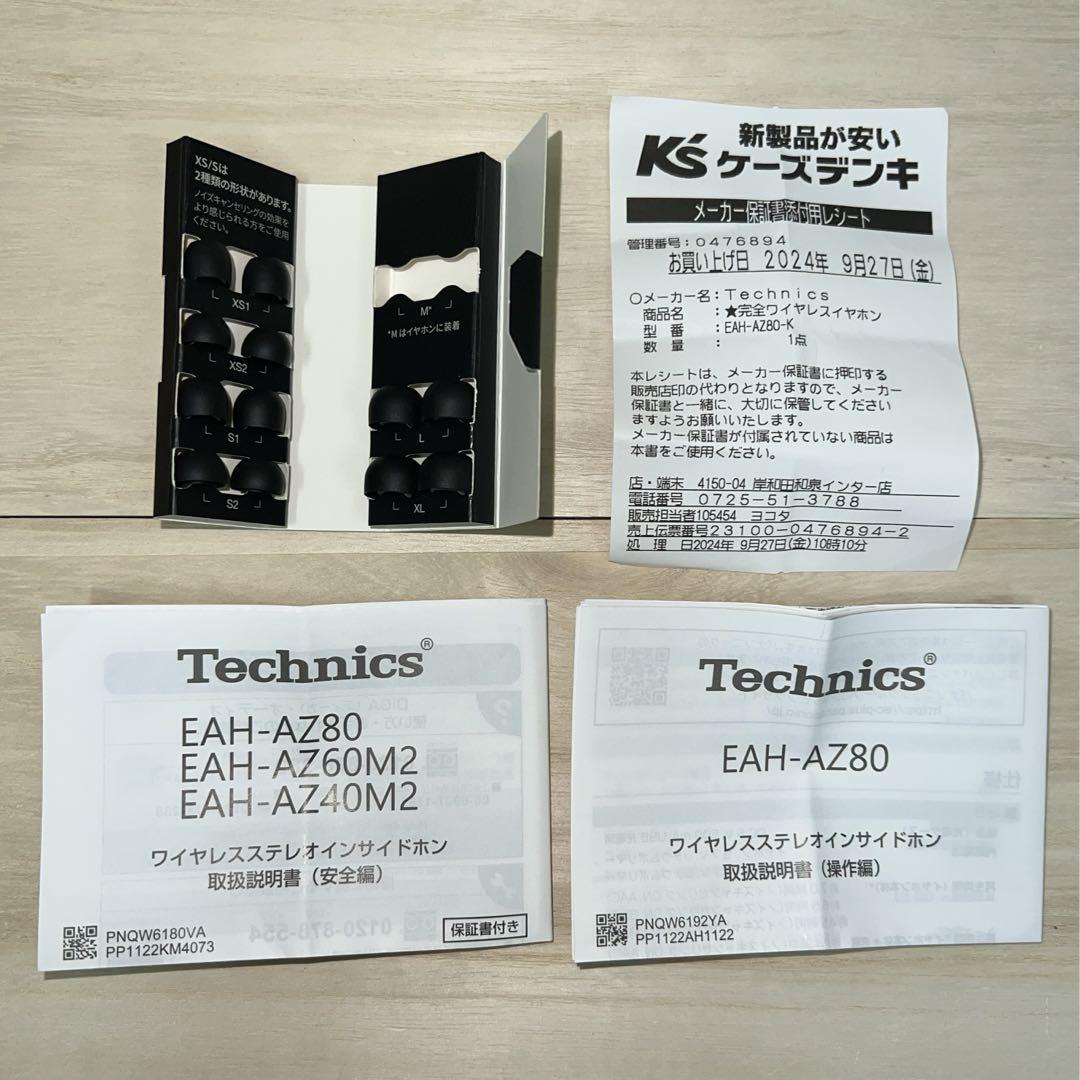 XS/Sは
2種類の形状があります。
ノイズキャンセリングの効果を
より感じられる方をご使用
ください。
XS1
XS2
S1
S2
M*
*Mはイヤホンに装着
L
XL
新製品が安い
K'sケーズデンキ
メーカー保証書添付用レシート
管理番号:0476894
お買い上げ日 2024年 9月27日(金)
○メーカー名:Technics
商品名 :★完全ワイヤレスイヤホン
型番 :EAH-AZ80-K
数量 : 1点
本レシートは、メーカー保証書に押印する
販売店印の代わりとなりますので、メーカー
保証書と一緒に、大切に保管してください
ますようお願いいたします。
メーカー保証書が付属されていない商品は
本書をご使用ください。
店・端末 4150-04 岸和田和泉インター店
電話番号 0725-51-3788
販売担当者105454 ヨコタ
売上伝票番号23100-0476894-2
処理日2024年 9月27日(金)10時10分
Technics®
EAH-AZ80
EAH-AZ60M2
EAH-AZ40M2
ワイヤレスステレオインサイドホン
取扱説明書(安全編)
PNQW6180VA
PP1122KM4073
保証書付き
Technics®
EAH-AZ80
ワイヤレスステレオインサイドホン
取扱説明書(操作編)
PNQW6192YA
PP1122AH1122